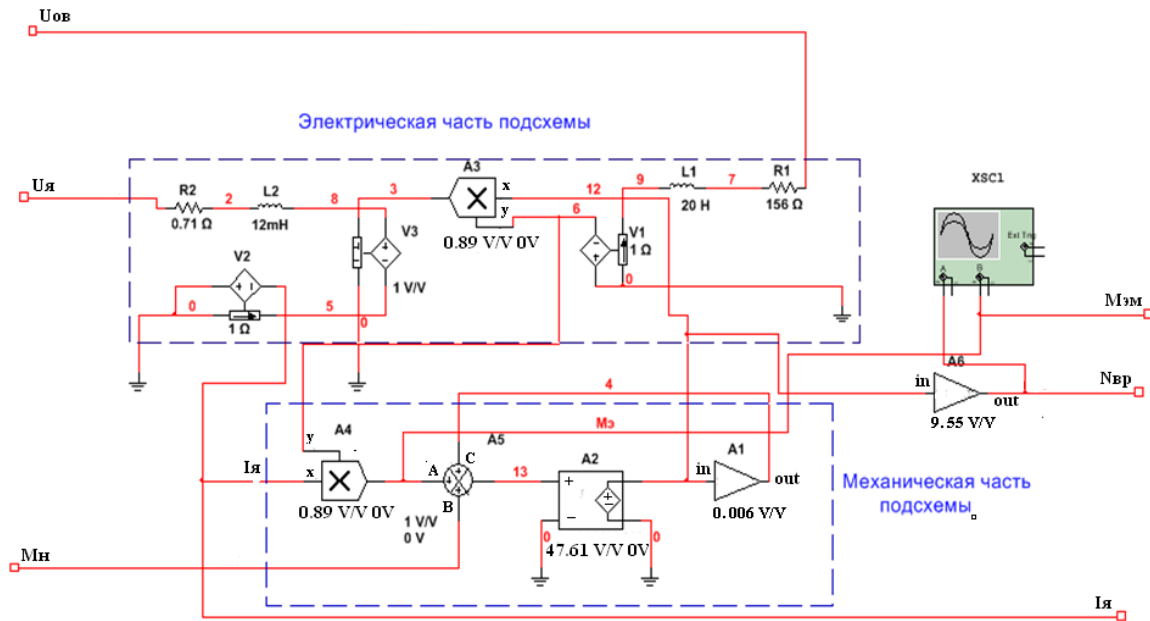 Uов
Электрическая часть подсхемы
Uя
R2
2
L2
8
3
A3
x
12
9
L1
7
R1
0.71 Ω
12mH
y
6
20 H
156 Ω
XSC1
Ext Trig
A
B
V2
V3
0.89 V/V 0V
V1
1 Ω
1 V/V
0
5
0
0
1 Ω
Mэм
4
A6
in
out
Nвр
9.55 V/V
Mэ
y
A4
A5
C
A2
A1
Iя
x
A
13
in
out
B
0.89 V/V 0V
1 V/V
0 V
0
0
0.006 V/V
47.61 V/V 0V
Механическая часть
подсхемы
Mн
Iя